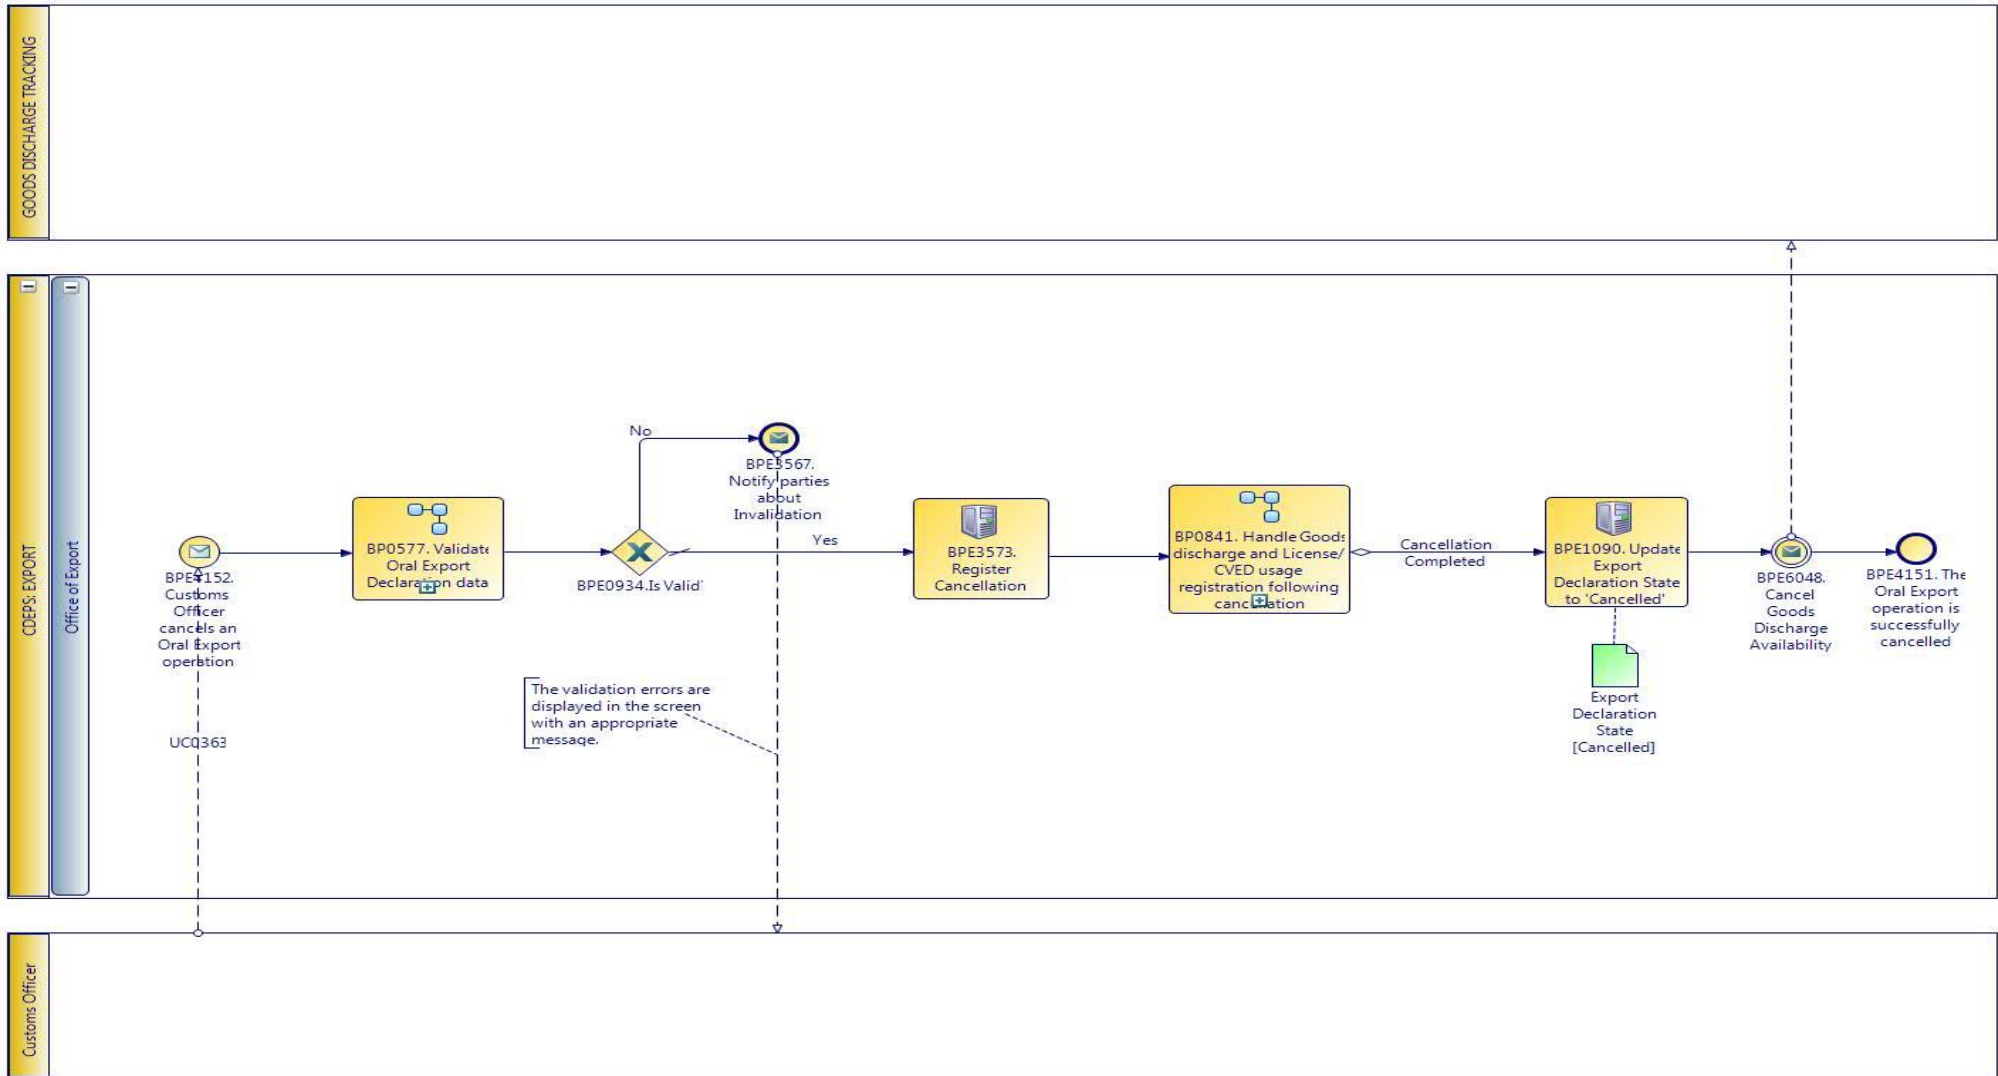 GOODS DISCHARGE TRACKING
CDEPS: EXPORT
Office of Export
BPE4152.
Customs
Officer
cancels an
Oral Export
operation
UC0363
BP0577. Validate
Oral Export
Declaration data
BPE0934.Is Valid
No
Yes
BPE3567.
Notify parties
about
Invalidation
The validation errors are
displayed in the screen
with an appropriate
message.
BPE3573.
Register
Cancellation
BP0841. Handle Goods
discharge and License/
CVED usage
registration following
cancellation
Cancellation
Completed
BPE1090. Update
Export
Declaration State
to 'Cancelled'
Export
Declaration
State
[Cancelled]
BPE6048.
Cancel
Goods
Discharge
Availability
BPE4151. The
Oral Export
operation is
successfully
cancelled
Customs Officer